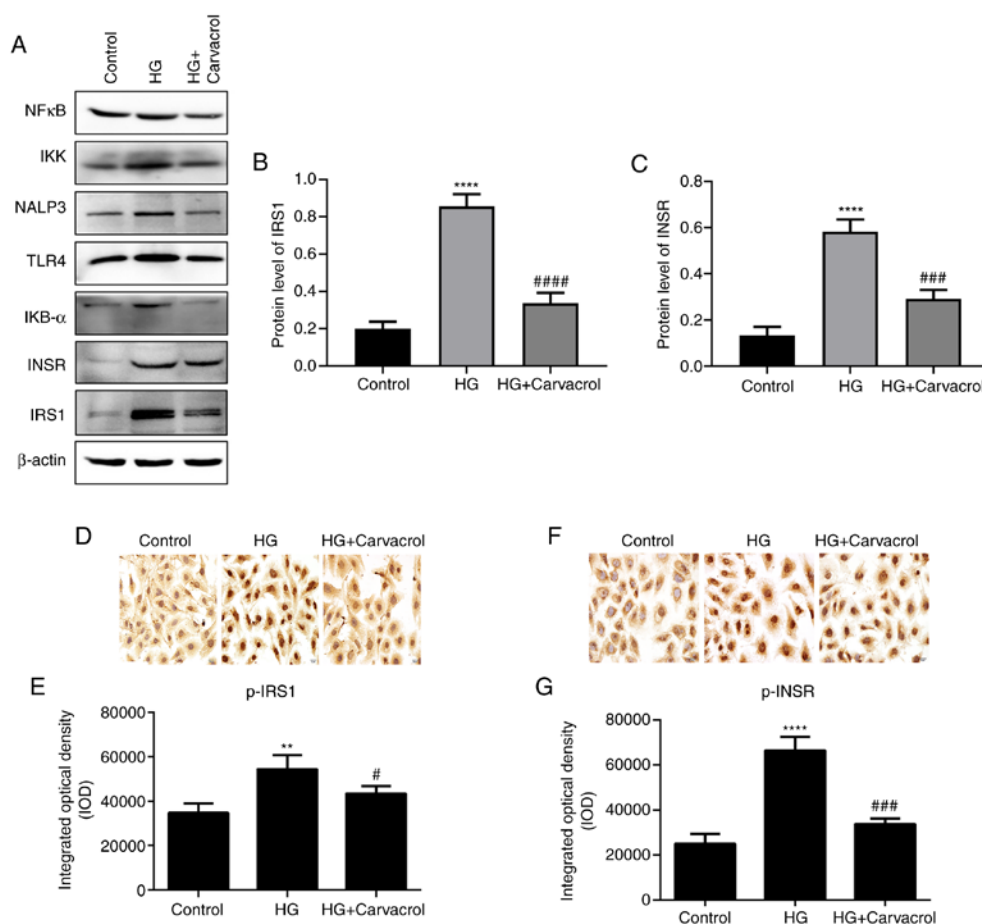 A
Control
HG
HG+
Carvacrol
NFκB
IKK
NALP3
TLR4
IKB-α
INSR
IRS1
β-actin
B
Protein level of IRS1
1.0
0.8
0.6
0.4
0.2
0.0
****
####
Control HG HG+Carvacrol
C
Protein level of INSR
0.8
0.6
0.3
0.0
****
###
Control HG HG+Carvacrol
D
Control HG HG+Carvacrol
E
p-IRS1
Integrated optical density
(IOD)
80000
60000
40000
20000
0
**
#
Control HG HG+Carvacrol
F
Control HG HG+Carvacrol
G
p-INSR
Integrated optical density
(IOD)
80000
60000
40000
20000
0
****
###
Control HG HG+Carvacrol